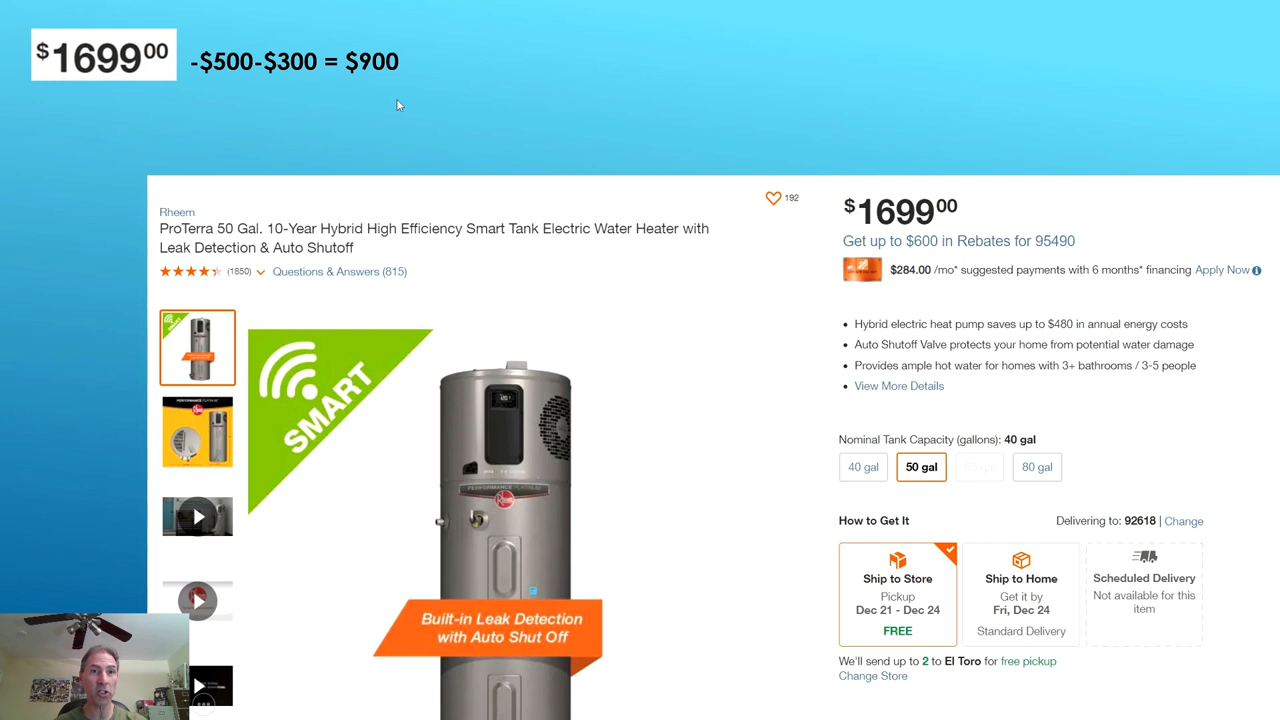 $1699 00 -$500-$300 = $900
Rheem
ProTerra 50 Gal. 10-Year Hybrid High Efficiency Smart Tank Electric Water Heater with
Leak Detection & Auto Shutoff
(1850) Questions & Answers (815)
192
SMART
Built-in Leak Detection
with Auto Shut Off
$1699 00
Get up to $600 in Rebates for 95490
$284.00 /mo* suggested payments with 6 months* financing Apply Now
• Hybrid electric heat pump saves up to $480 in annual energy costs
• Auto Shutoff Valve protects your home from potential water damage
• Provides ample hot water for homes with 3+ bathrooms / 3-5 people
• View More Details
Nominal Tank Capacity (gallons): 40 gal
40 gal 50 gal 80 gal
How to Get It Delivering to: 92618 | Change
Ship to Store
Pickup
Dec 21 - Dec 24
FREE
Ship to Home
Get it by
Fri, Dec 24
Standard Delivery
Scheduled Delivery
Not available for this
item
We'll send up to 2 to El Toro for free pickup
Change Store